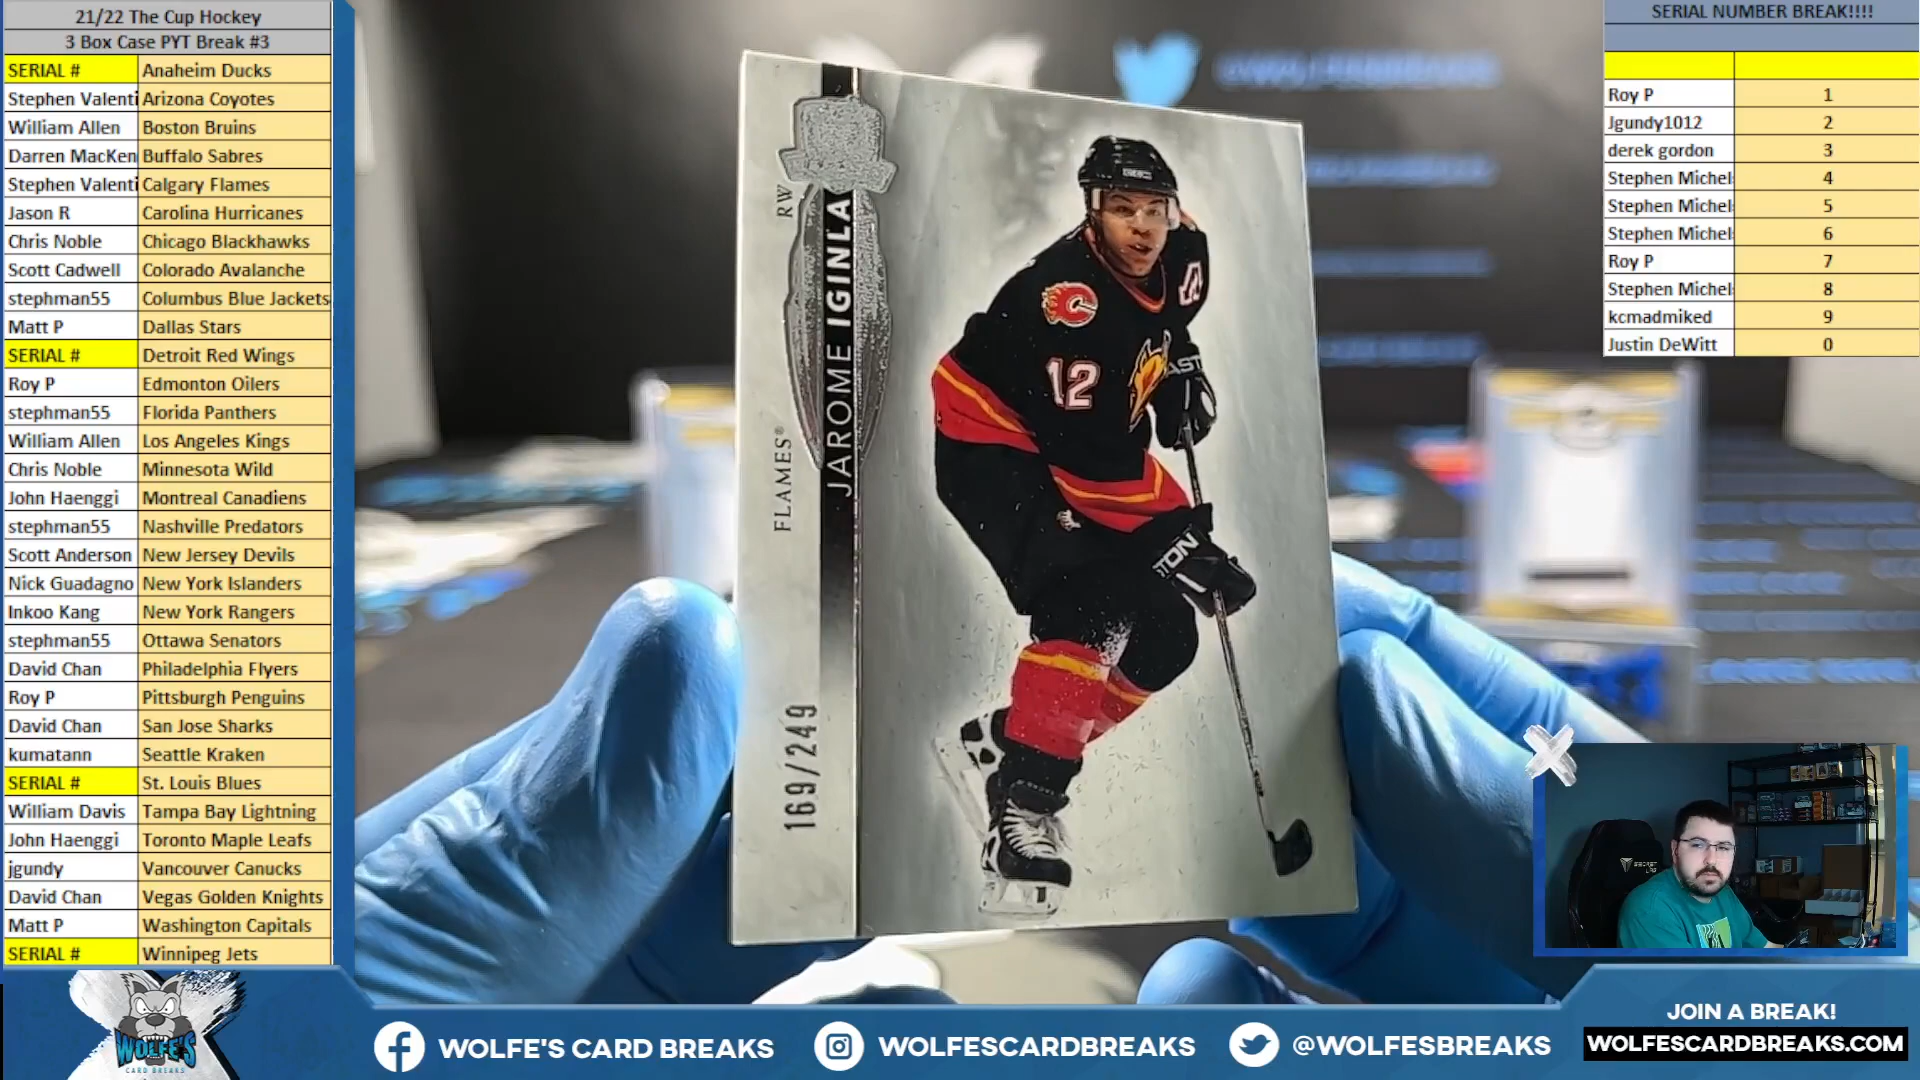 21/22 The Cup Hockey
3 Box Case PYT Break #3
SERIAL # Anaheim Ducks
Stephen Valenti Arizona Coyotes
William Allen Boston Bruins
Darren MacKen Buffalo Sabres
Stephen Valenti Calgary Flames
Jason R Carolina Hurricanes
Chris Noble Chicago Blackhawks
Scott Cadwell Colorado Avalanche
stephman55 Columbus Blue Jackets
Matt P Dallas Stars
SERIAL # Detroit Red Wings
Roy P Edmonton Oilers
stephman55 Florida Panthers
William Allen Los Angeles Kings
Chris Noble Minnesota Wild
John Haenggi Montreal Canadiens
stephman55 Nashville Predators
Scott Anderson New Jersey Devils
Nick Guadagno New York Islanders
Inkoo Kang New York Rangers
stephman55 Ottawa Senators
David Chan Philadelphia Flyers
Roy P Pittsburgh Penguins
David Chan San Jose Sharks
kumatann Seattle Kraken
SERIAL # St. Louis Blues
William Davis Tampa Bay Lightning
John Haenggi Toronto Maple Leafs
jgundy Vancouver Canucks
David Chan Vegas Golden Knights
Matt P Washington Capitals
SERIAL # Winnipeg Jets
WOLFE'S
CARD BREAKS
RW
JAROME IGINLA
FLAMES®
169/249
A
C
12
EAST
TON
SERIAL NUMBER BREAK!!!!
Roy P 1
Jgundy1012 2
derek gordon 3
Stephen Michel 4
Stephen Michel 5
Stephen Michel 6
Roy P 7
Stephen Michel 8
kcmadmiked 9
Justin DeWitt 0
WOLFE'S CARD BREAKS
WOLFESCARDBREAKS
@WOLFESBREAKS
JOIN A BREAK!
WOLFESCARDBREAKS.COM